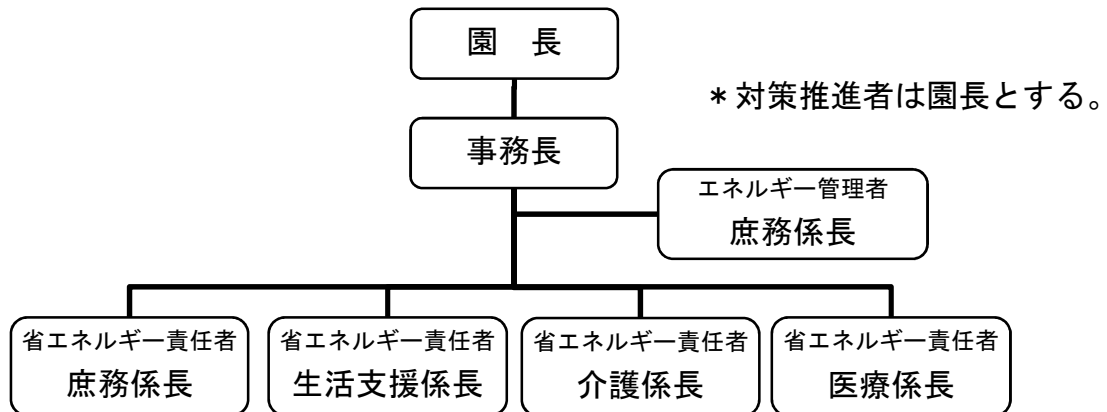 園　長
＊対策推進者は園長とする。
事務長
エネルギー管理者
庶務係長
省エネルギー責任者
庶務係長
省エネルギー責任者
生活支援係長
省エネルギー責任者
介護係長
省エネルギー責任者
医療係長